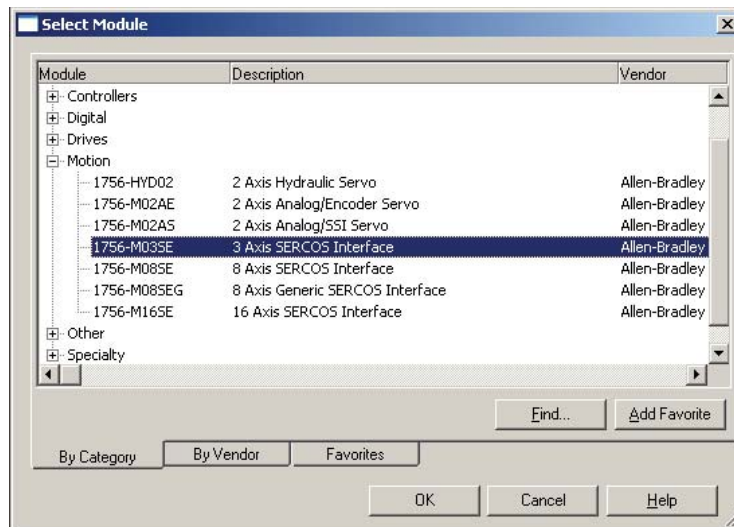 Select Module
Module Description Vendor
Controllers
Digital
Drives
Motion
1756-HYD02 2 Axis Hydraulic Servo Allen-Bradley
1756-M02AE 2 Axis Analog/Encoder Servo Allen-Bradley
1756-M02AS 2 Axis Analog/SSI Servo Allen-Bradley
1756-M03SE 3 Axis SERCOS Interface Allen-Bradley
1756-M08SE 8 Axis SERCOS Interface Allen-Bradley
1756-M08SEG 8 Axis Generic SERCOS Interface Allen-Bradley
1756-M16SE 16 Axis SERCOS Interface Allen-Bradley
Other
Specialty
Find... Add Favorite
By Category By Vendor Favorites
OK Cancel Help